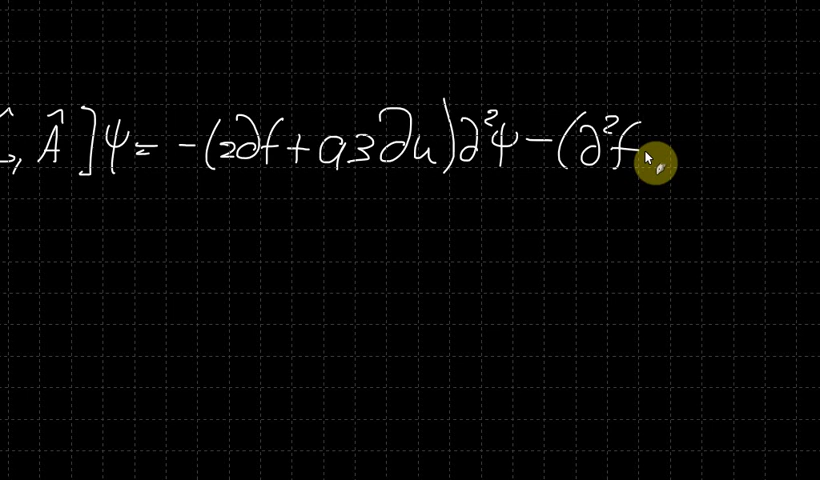 , Â ] ψ = - (2∂f + a3∂u)∂²ψ - (∂²f